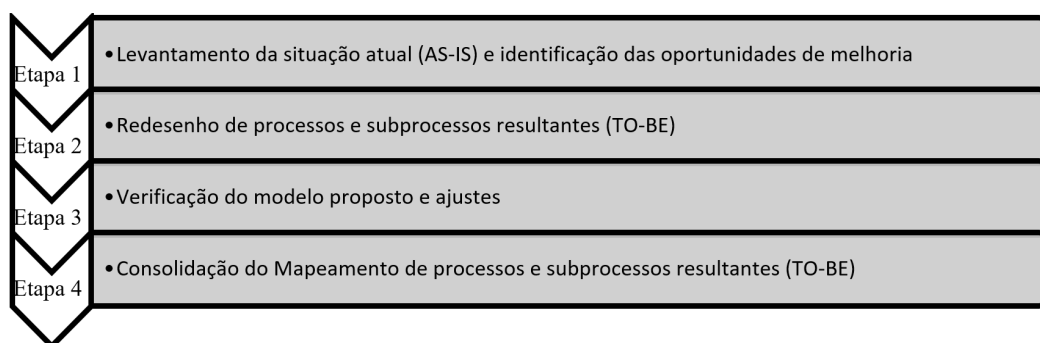 Etapa 1
•Levantamento da situação atual (AS-IS) e identificação das oportunidades de melhoria
Etapa 2
•Redesenho de processos e subprocessos resultantes (TO-BE)
Etapa 3
•Verificação do modelo proposto e ajustes
Etapa 4
•Consolidação do Mapeamento de processos e subprocessos resultantes (TO-BE)